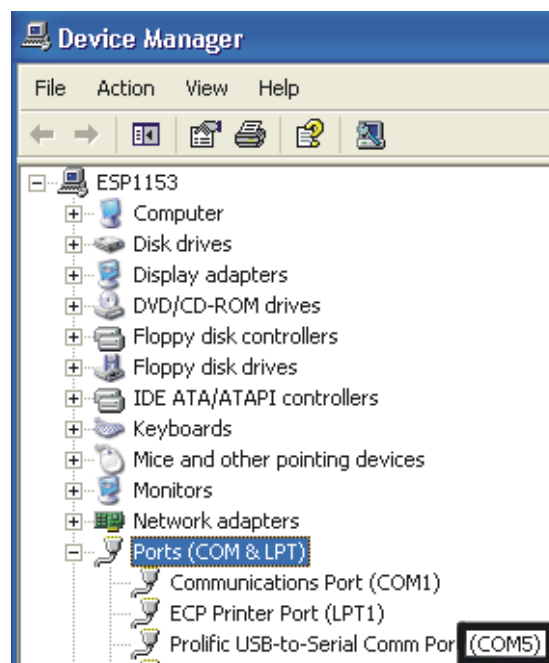 Device Manager
File Action View Help
ESP1153
Computer
Disk drives
Display adapters
DVD/CD-ROM drives
Floppy disk controllers
Floppy disk drives
IDE ATA/ATAPI controllers
Keyboards
Mice and other pointing devices
Monitors
Network adapters
Ports (COM & LPT)
Communications Port (COM1)
ECP Printer Port (LPT1)
Prolific USB-to-Serial Comm Por (COM5)